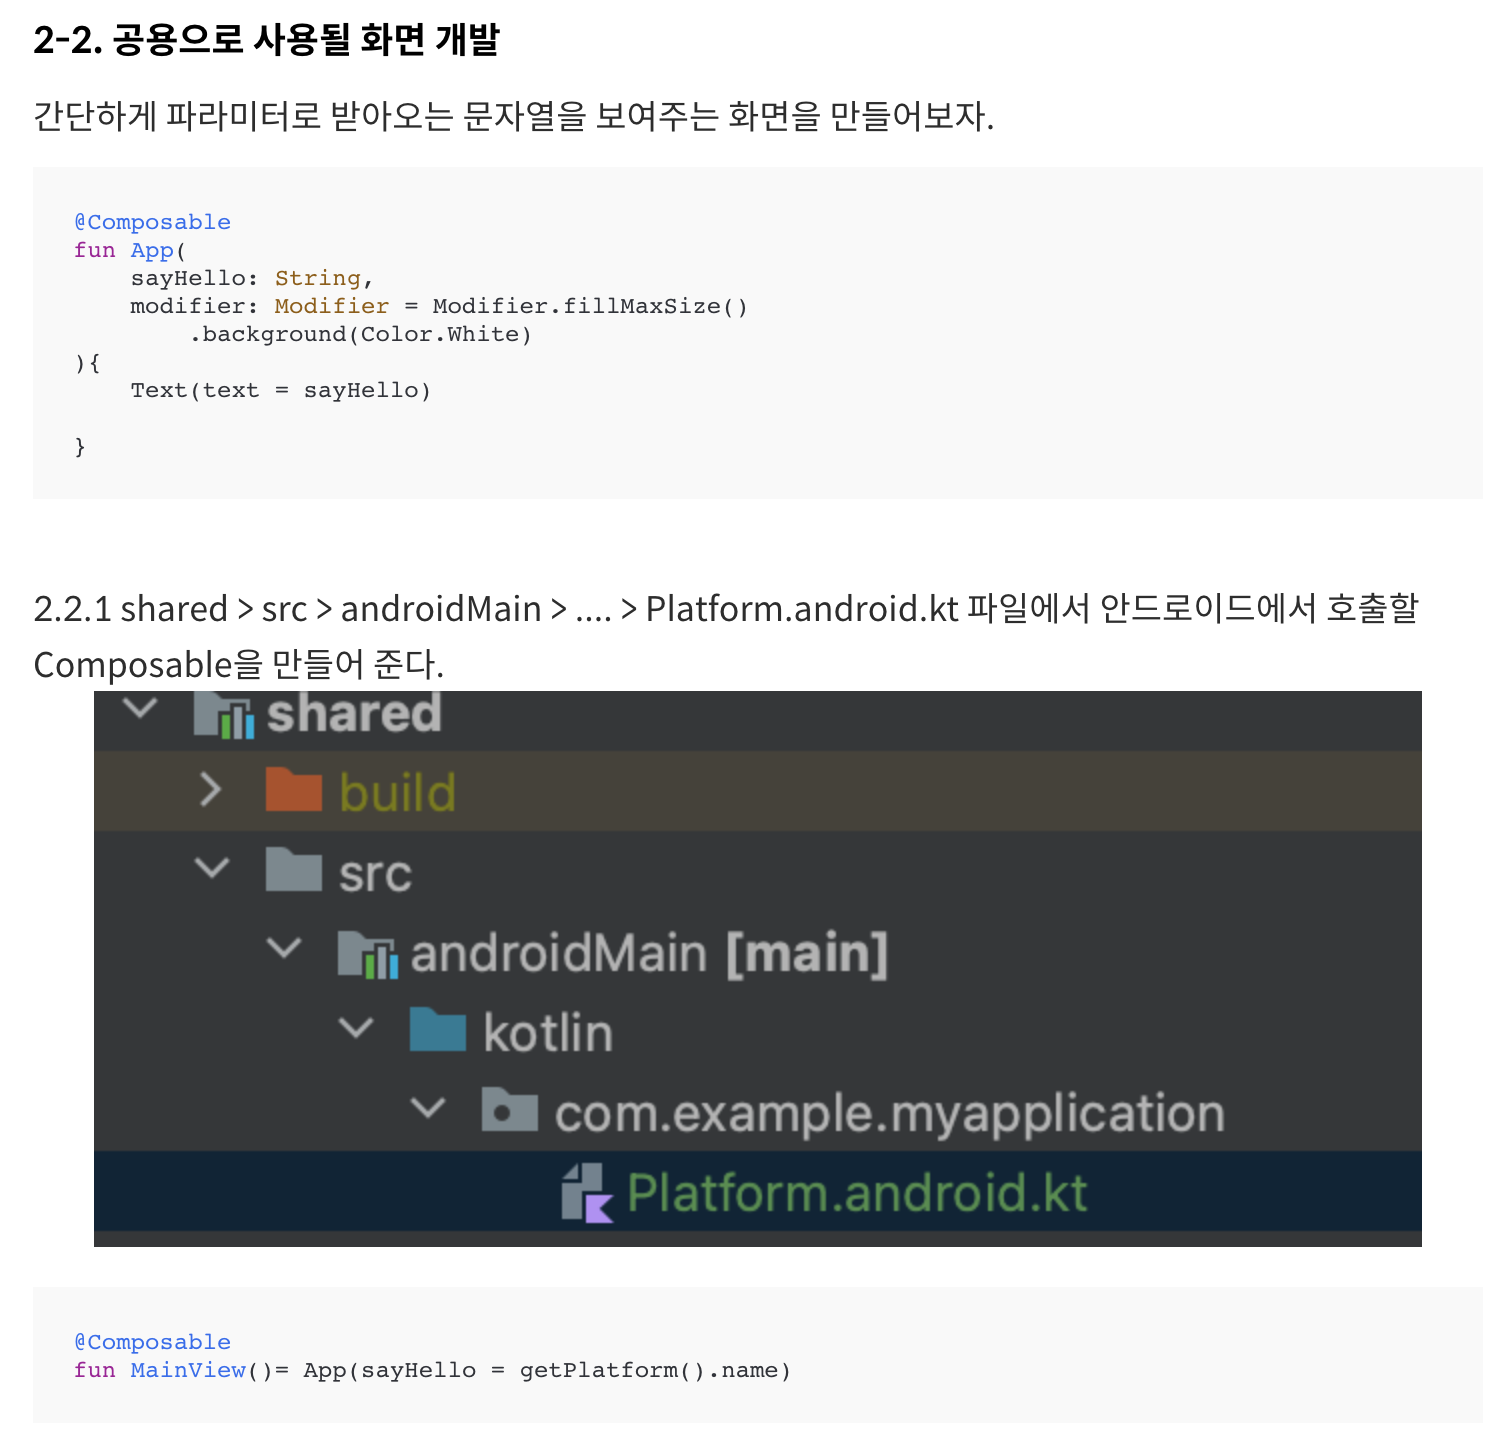 2-2. 공용으로 사용될 화면 개발
간단하게 파라미터로 받아오는 문자열을 보여주는 화면을 만들어보자.
@Composable
fun App(
    sayHello: String,
    modifier: Modifier = Modifier.fillMaxSize()
        .background(Color.White)
){
    Text(text = sayHello)
}
2.2.1 shared > src > androidMain > .... > Platform.android.kt 파일에서 안드로이드에서 호출할
Composable을 만들어 준다.
shared
build
src
androidMain [main]
kotlin
com.example.myapplication
Platform.android.kt
@Composable
fun MainView()= App(sayHello = getPlatform().name)